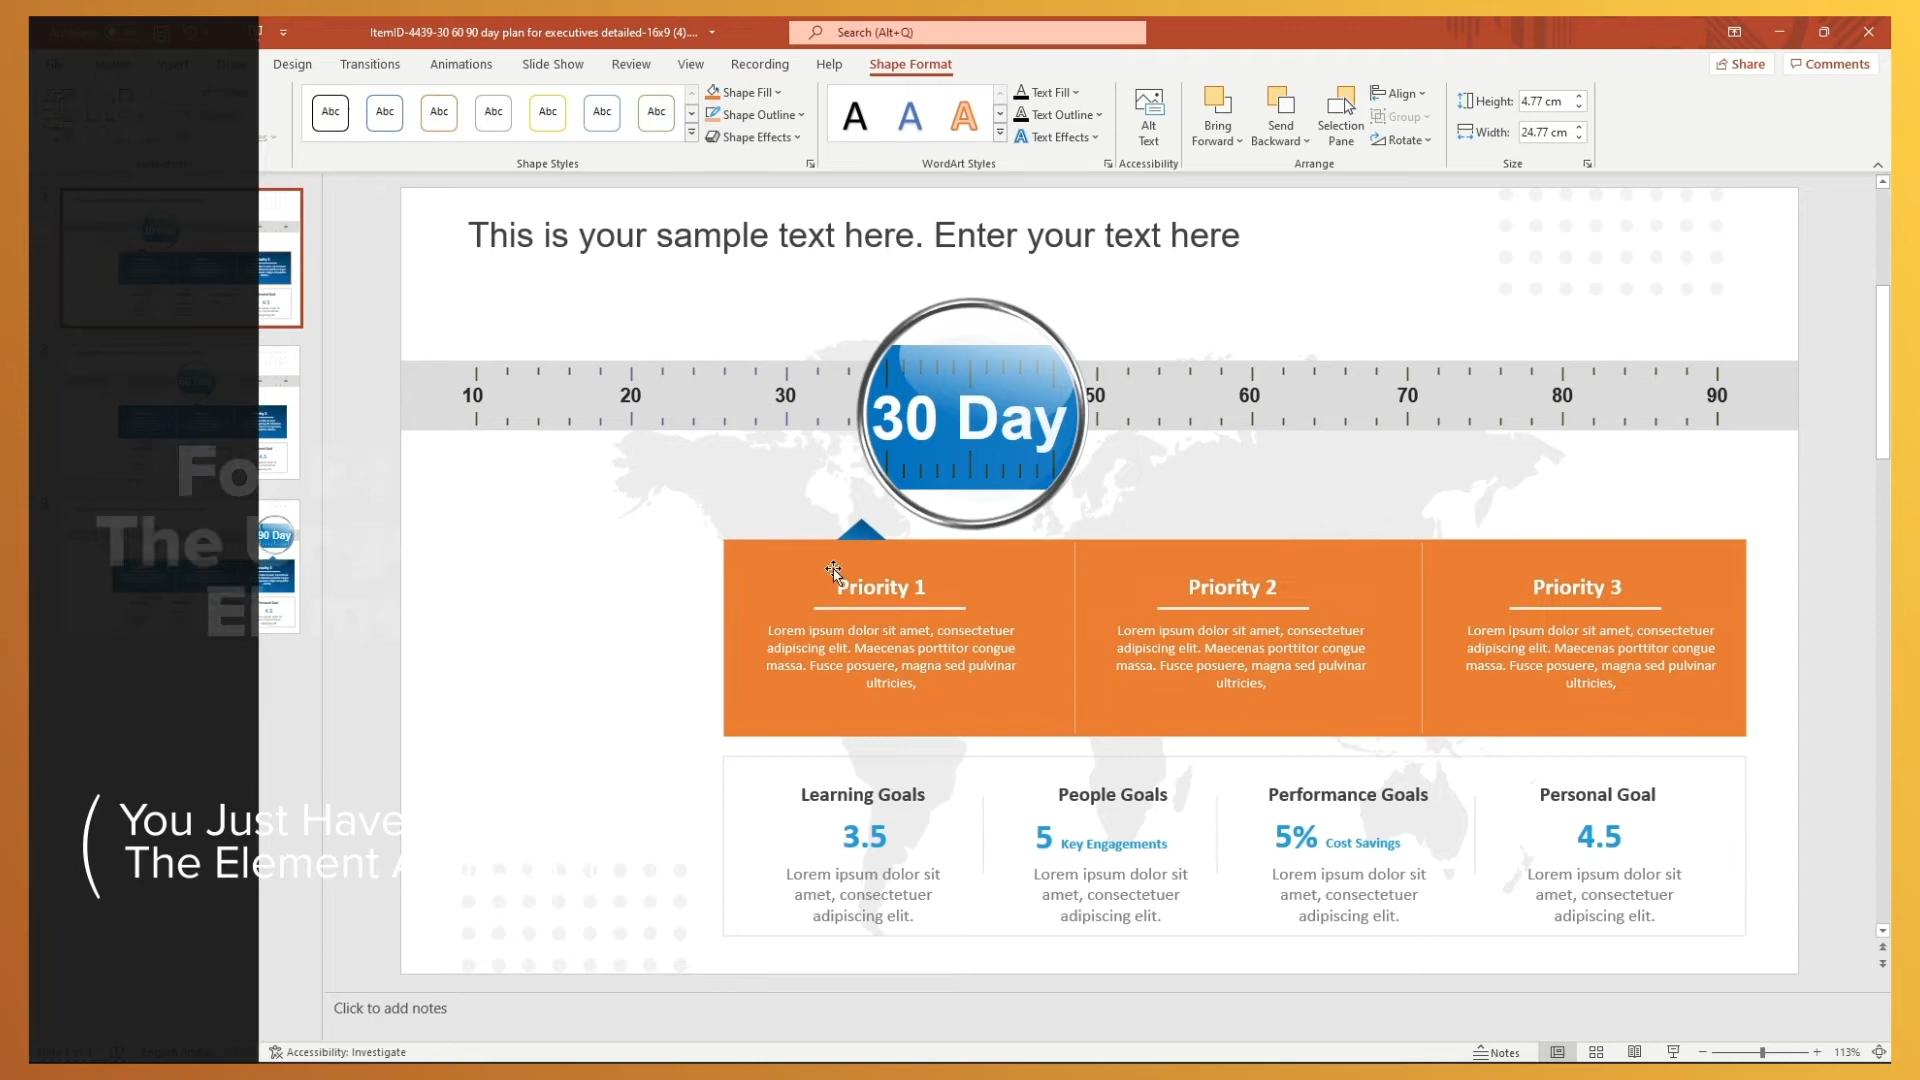 ItemID-4439-30 60 90 day plan for executives detailed-16x9 (4)....
Search (Alt+Q)
Design Transitions Animations Slide Show Review View Recording Help Shape Format
Share Comments
Abc Abc Abc Abc Abc Abc Abc
Shape Fill
Shape Outline
Shape Effects
Shape Styles
A A A
Text Fill
Text Outline
Text Effects
WordArt Styles
Alt Text
Accessibility
Bring Forward
Send Backward
Selection Pane
Align
Group
Rotate
Arrange
Height: 4.77 cm
Width: 24.77 cm
Size
This is your sample text here. Enter your text here
10 20 30 50 60 70 80 90
30 Day
Priority 1 Priority 2 Priority 3
Lorem ipsum dolor sit amet, consectetuer
adipiscing elit. Maecenas porttitor congue
massa. Fusce posuere, magna sed pulvinar
ultricies,
Lorem ipsum dolor sit amet, consectetuer
adipiscing elit. Maecenas porttitor congue
massa. Fusce posuere, magna sed pulvinar
ultricies,
Lorem ipsum dolor sit amet, consectetuer
adipiscing elit. Maecenas porttitor congue
massa. Fusce posuere, magna sed pulvinar
ultricies,
Learning Goals
3.5
Lorem ipsum dolor sit
amet, consectetuer
adipiscing elit.
People Goals
5 Key Engagements
Lorem ipsum dolor sit
amet, consectetuer
adipiscing elit.
Performance Goals
5% Cost Savings
Lorem ipsum dolor sit
amet, consectetuer
adipiscing elit.
Personal Goal
4.5
Lorem ipsum dolor sit
amet, consectetuer
adipiscing elit.
90 Day
The
You Just Have
The Element
Click to add notes
Accessibility: Investigate
Notes
113%